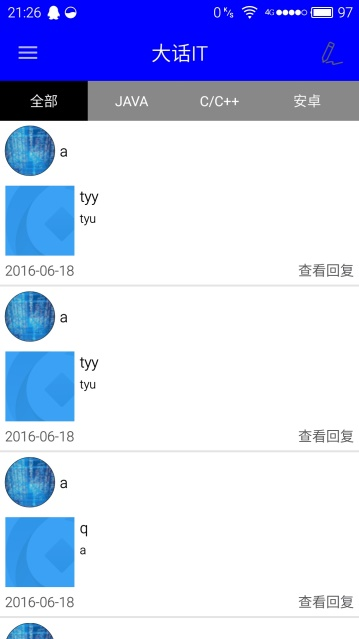 21:26 0 K/s 4G 97
大话IT
全部 JAVA C/C++ 安卓
a
tyy
tyu
2016-06-18 查看回复
a
tyy
tyu
2016-06-18 查看回复
a
q
a
2016-06-18 查看回复